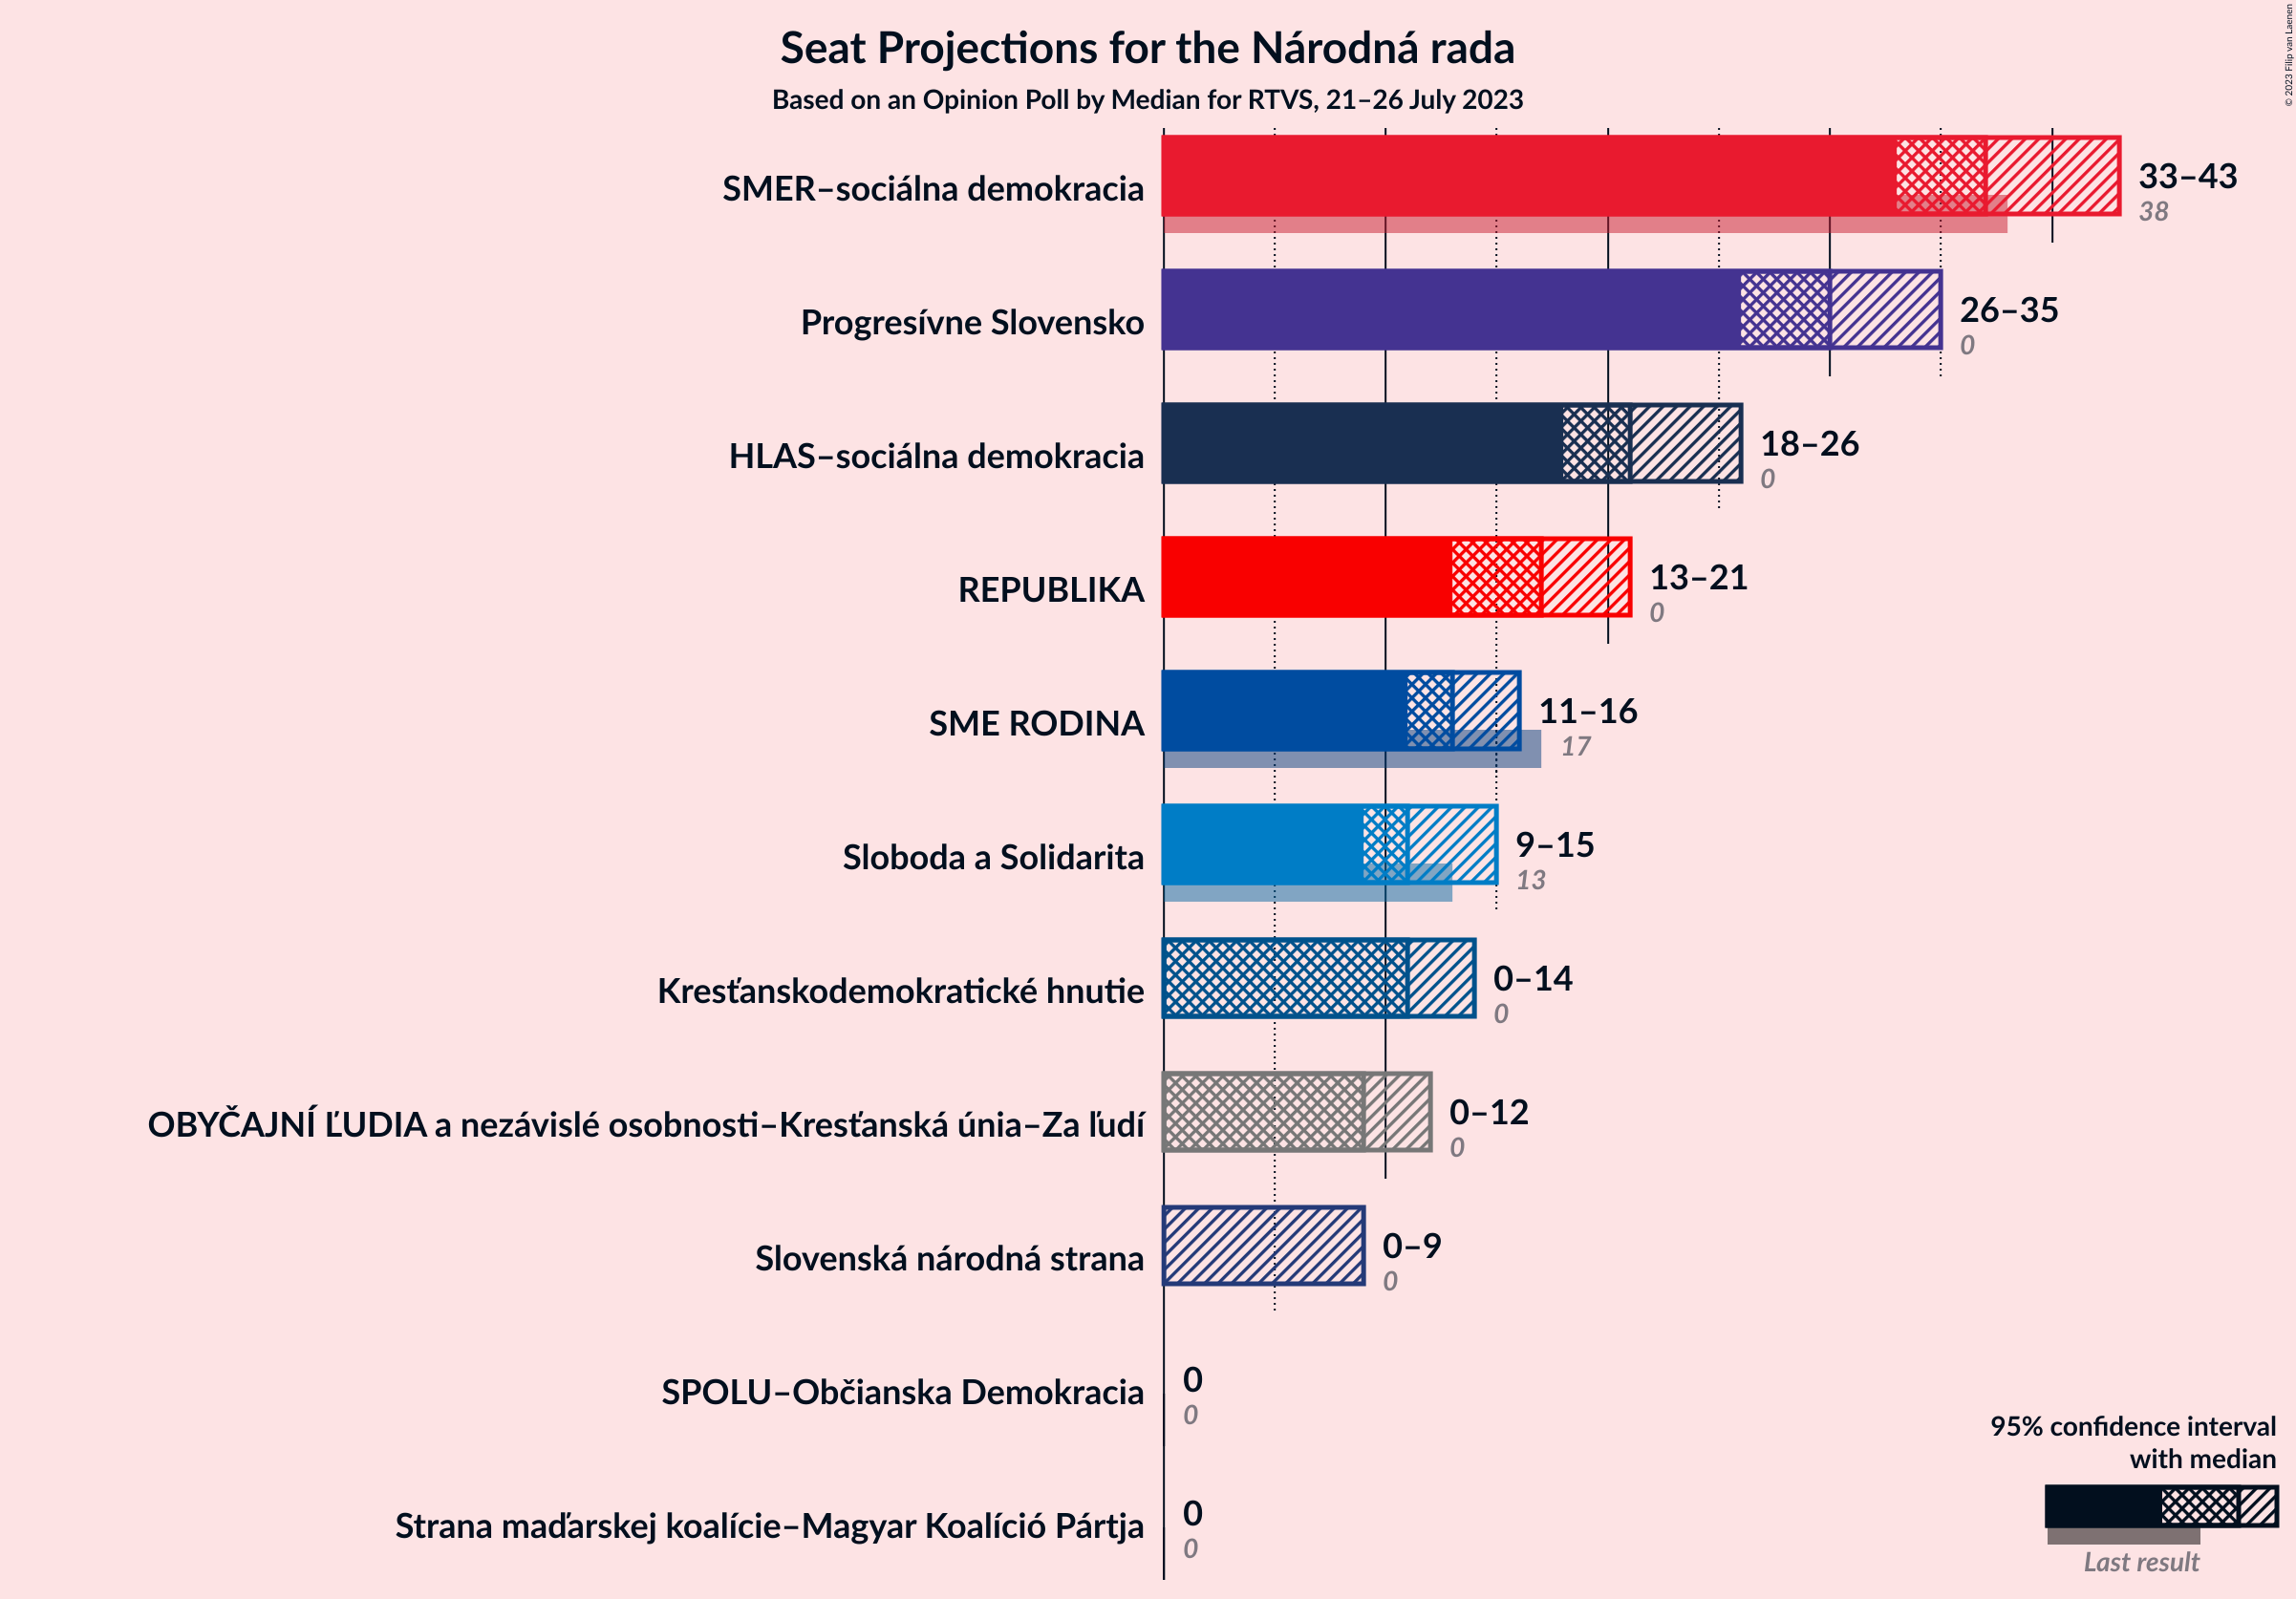 Seat Projections for the Národná rada
Based on an Opinion Poll by Median for RTVS, 21–26 July 2023
© 2023 Filip van Laenen
SMER–sociálna demokracia
33–43
38
Progresívne Slovensko
26–35
0
HLAS–sociálna demokracia
18–26
0
REPUBLIKA
13–21
0
SME RODINA
11–16
17
Sloboda a Solidarita
9–15
13
Kresťanskodemokratické hnutie
0–14
0
OBYČAJNÍ ĽUDIA a nezávislé osobnosti–Kresťanská únia–Za ľudí
0–12
0
Slovenská národná strana
0–9
0
SPOLU–Občianska Demokracia
0
0
Strana maďarskej koalície–Magyar Koalíció Pártja
0
0
95% confidence interval
with median
Last result